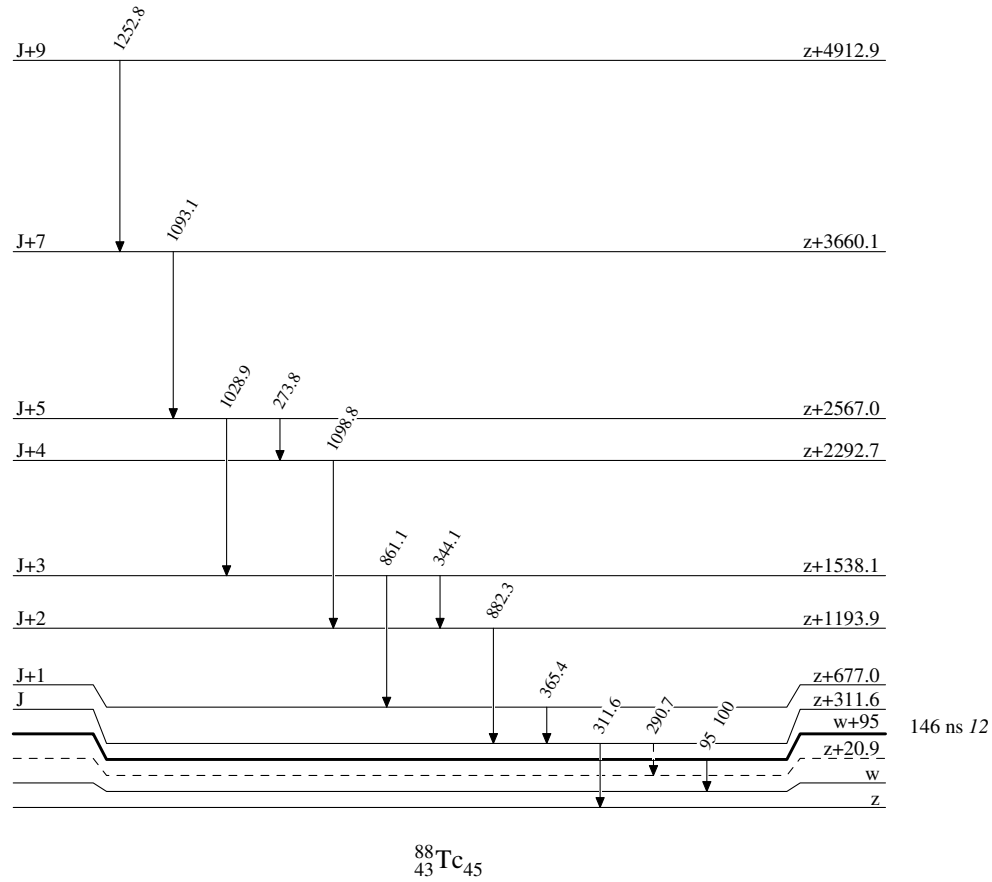 1252.8
J+9 z+4912.9
1093.1
J+7 z+3660.1
1028.9 273.8
J+5 z+2567.0
1098.8
J+4 z+2292.7
861.1 344.1
J+3 z+1538.1
882.3
J+2 z+1193.9
J+1 365.4 z+677.0
J 311.6 290.7 95 100 z+311.6
w+95 146 ns 12
z+20.9
w
z
88
43Tc45